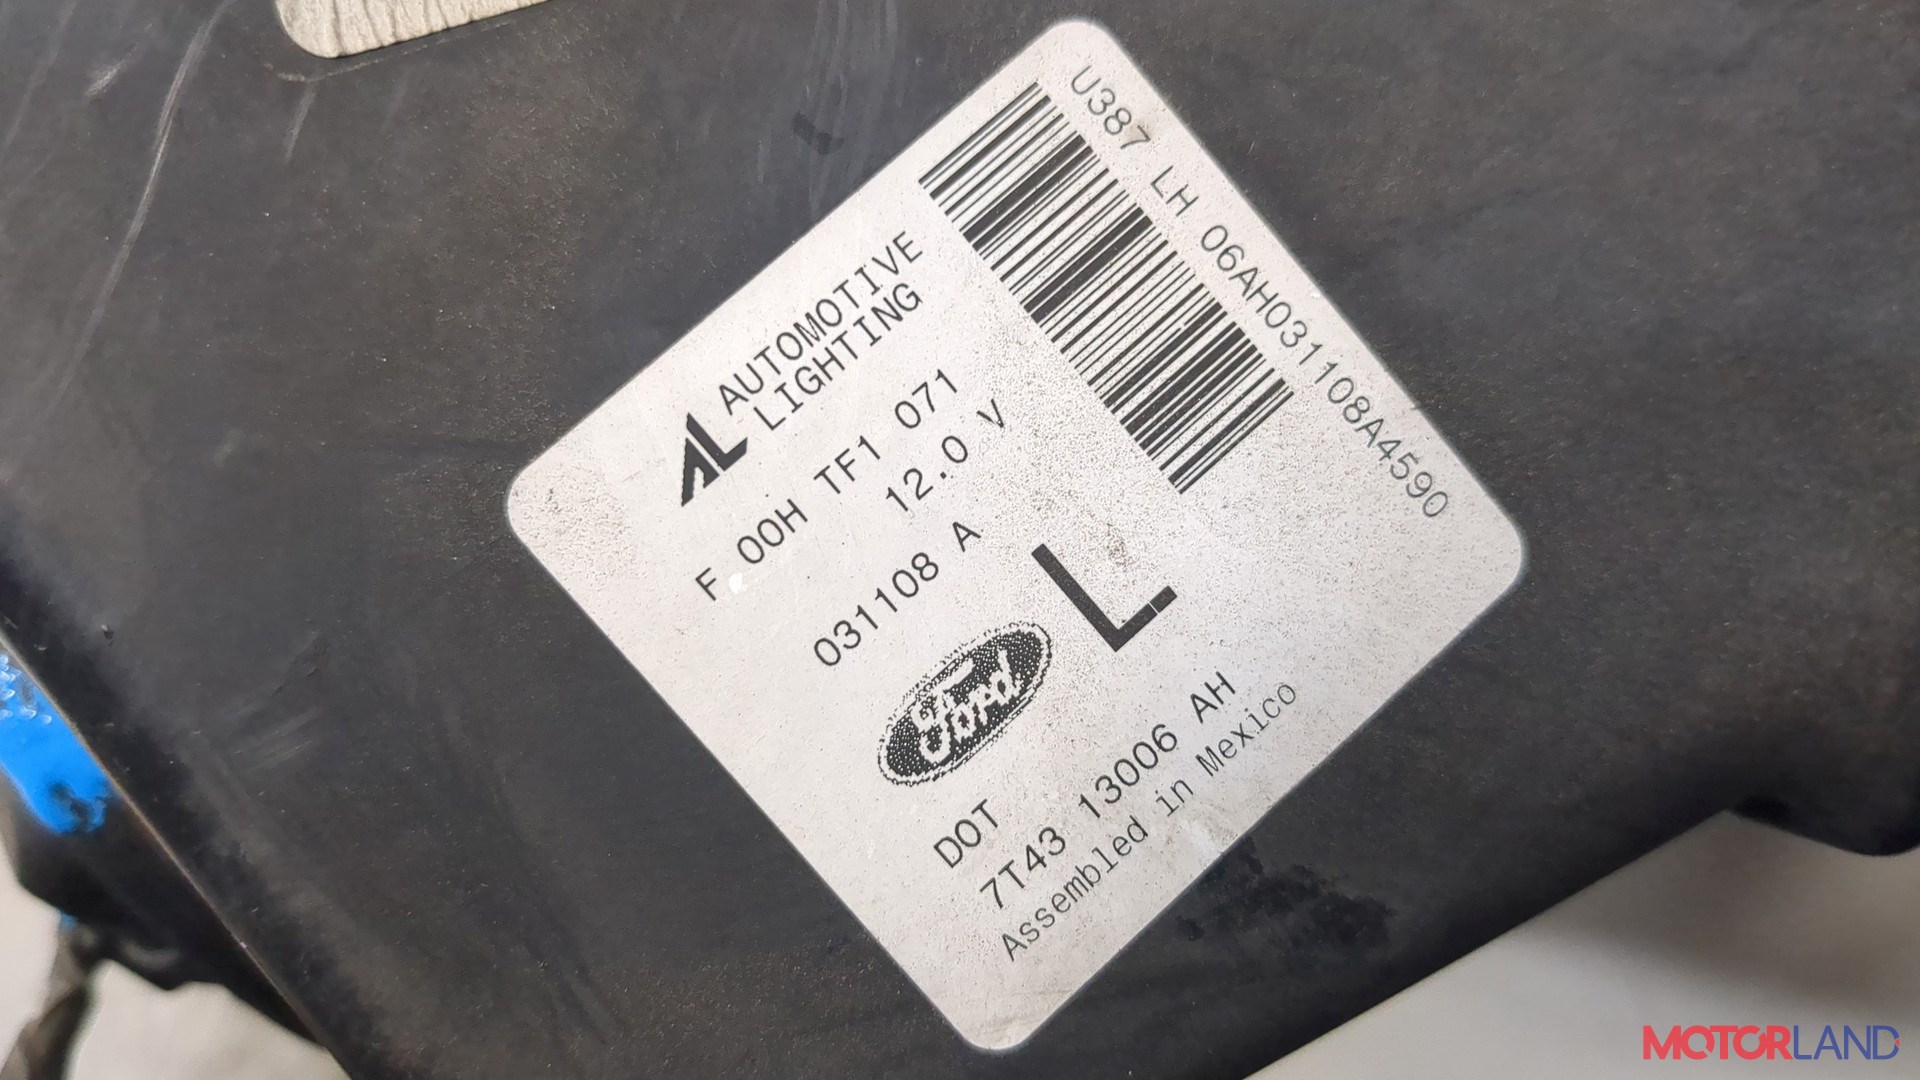 U387 LH 06AH031108A4590
AL AUTOMOTIVE
LIGHTING
F 00H TF1 071
12.0 V
031108 A
L
Ford
DOT
7T43 13006 AH
Assembled in Mexico
MOTORLAND